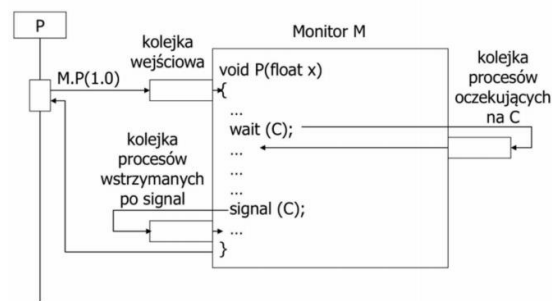 P
M.P(1.0)
kolejka
wejściowa
Monitor M
void P(float x)
{
...
wait (C);
...
...
...
signal (C);
...
}
kolejka
procesów
oczekujących
na C
kolejka
procesów
wstrzymanych
po signal